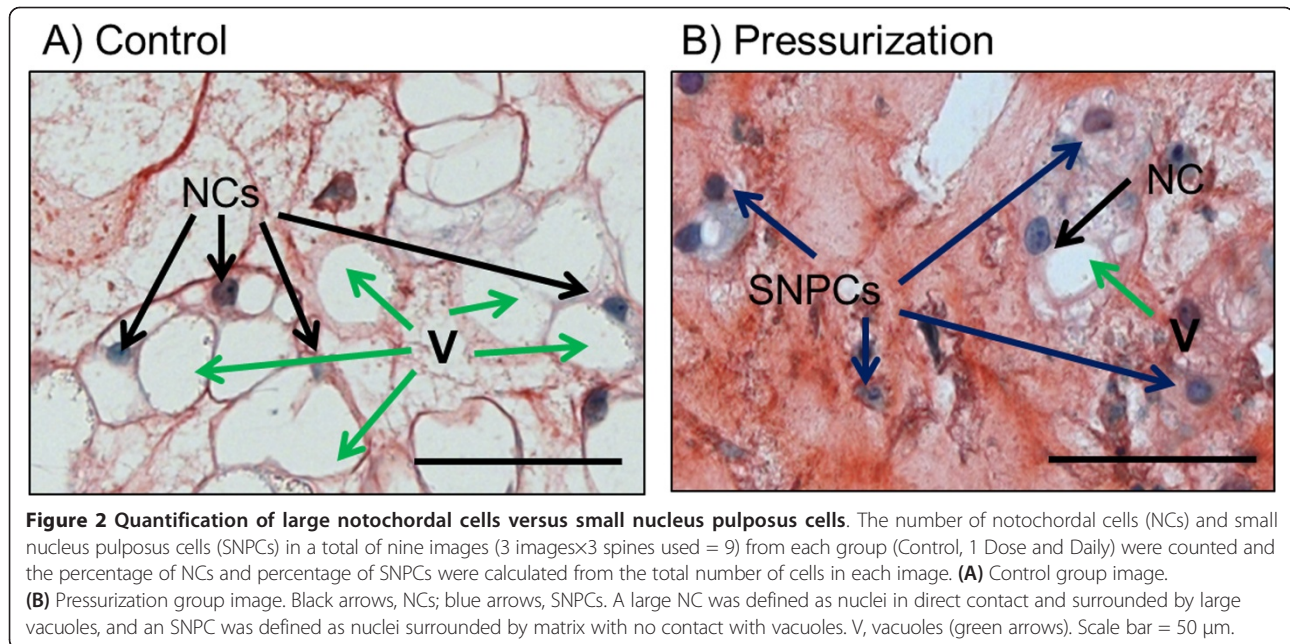 A) Control
B) Pressurization
NCs
V
NC
SNPCs
V
Figure 2 Quantification of large notochordal cells versus small nucleus pulposus cells. The number of notochordal cells (NCs) and small
nucleus pulposus cells (SNPCs) in a total of nine images (3 images×3 spines used = 9) from each group (Control, 1 Dose and Daily) were counted and
the percentage of NCs and percentage of SNPCs were calculated from the total number of cells in each image. (A) Control group image.
(B) Pressurization group image. Black arrows, NCs; blue arrows, SNPCs. A large NC was defined as nuclei in direct contact and surrounded by large
vacuoles, and an SNPC was defined as nuclei surrounded by matrix with no contact with vacuoles. V, vacuoles (green arrows). Scale bar = 50 μm.